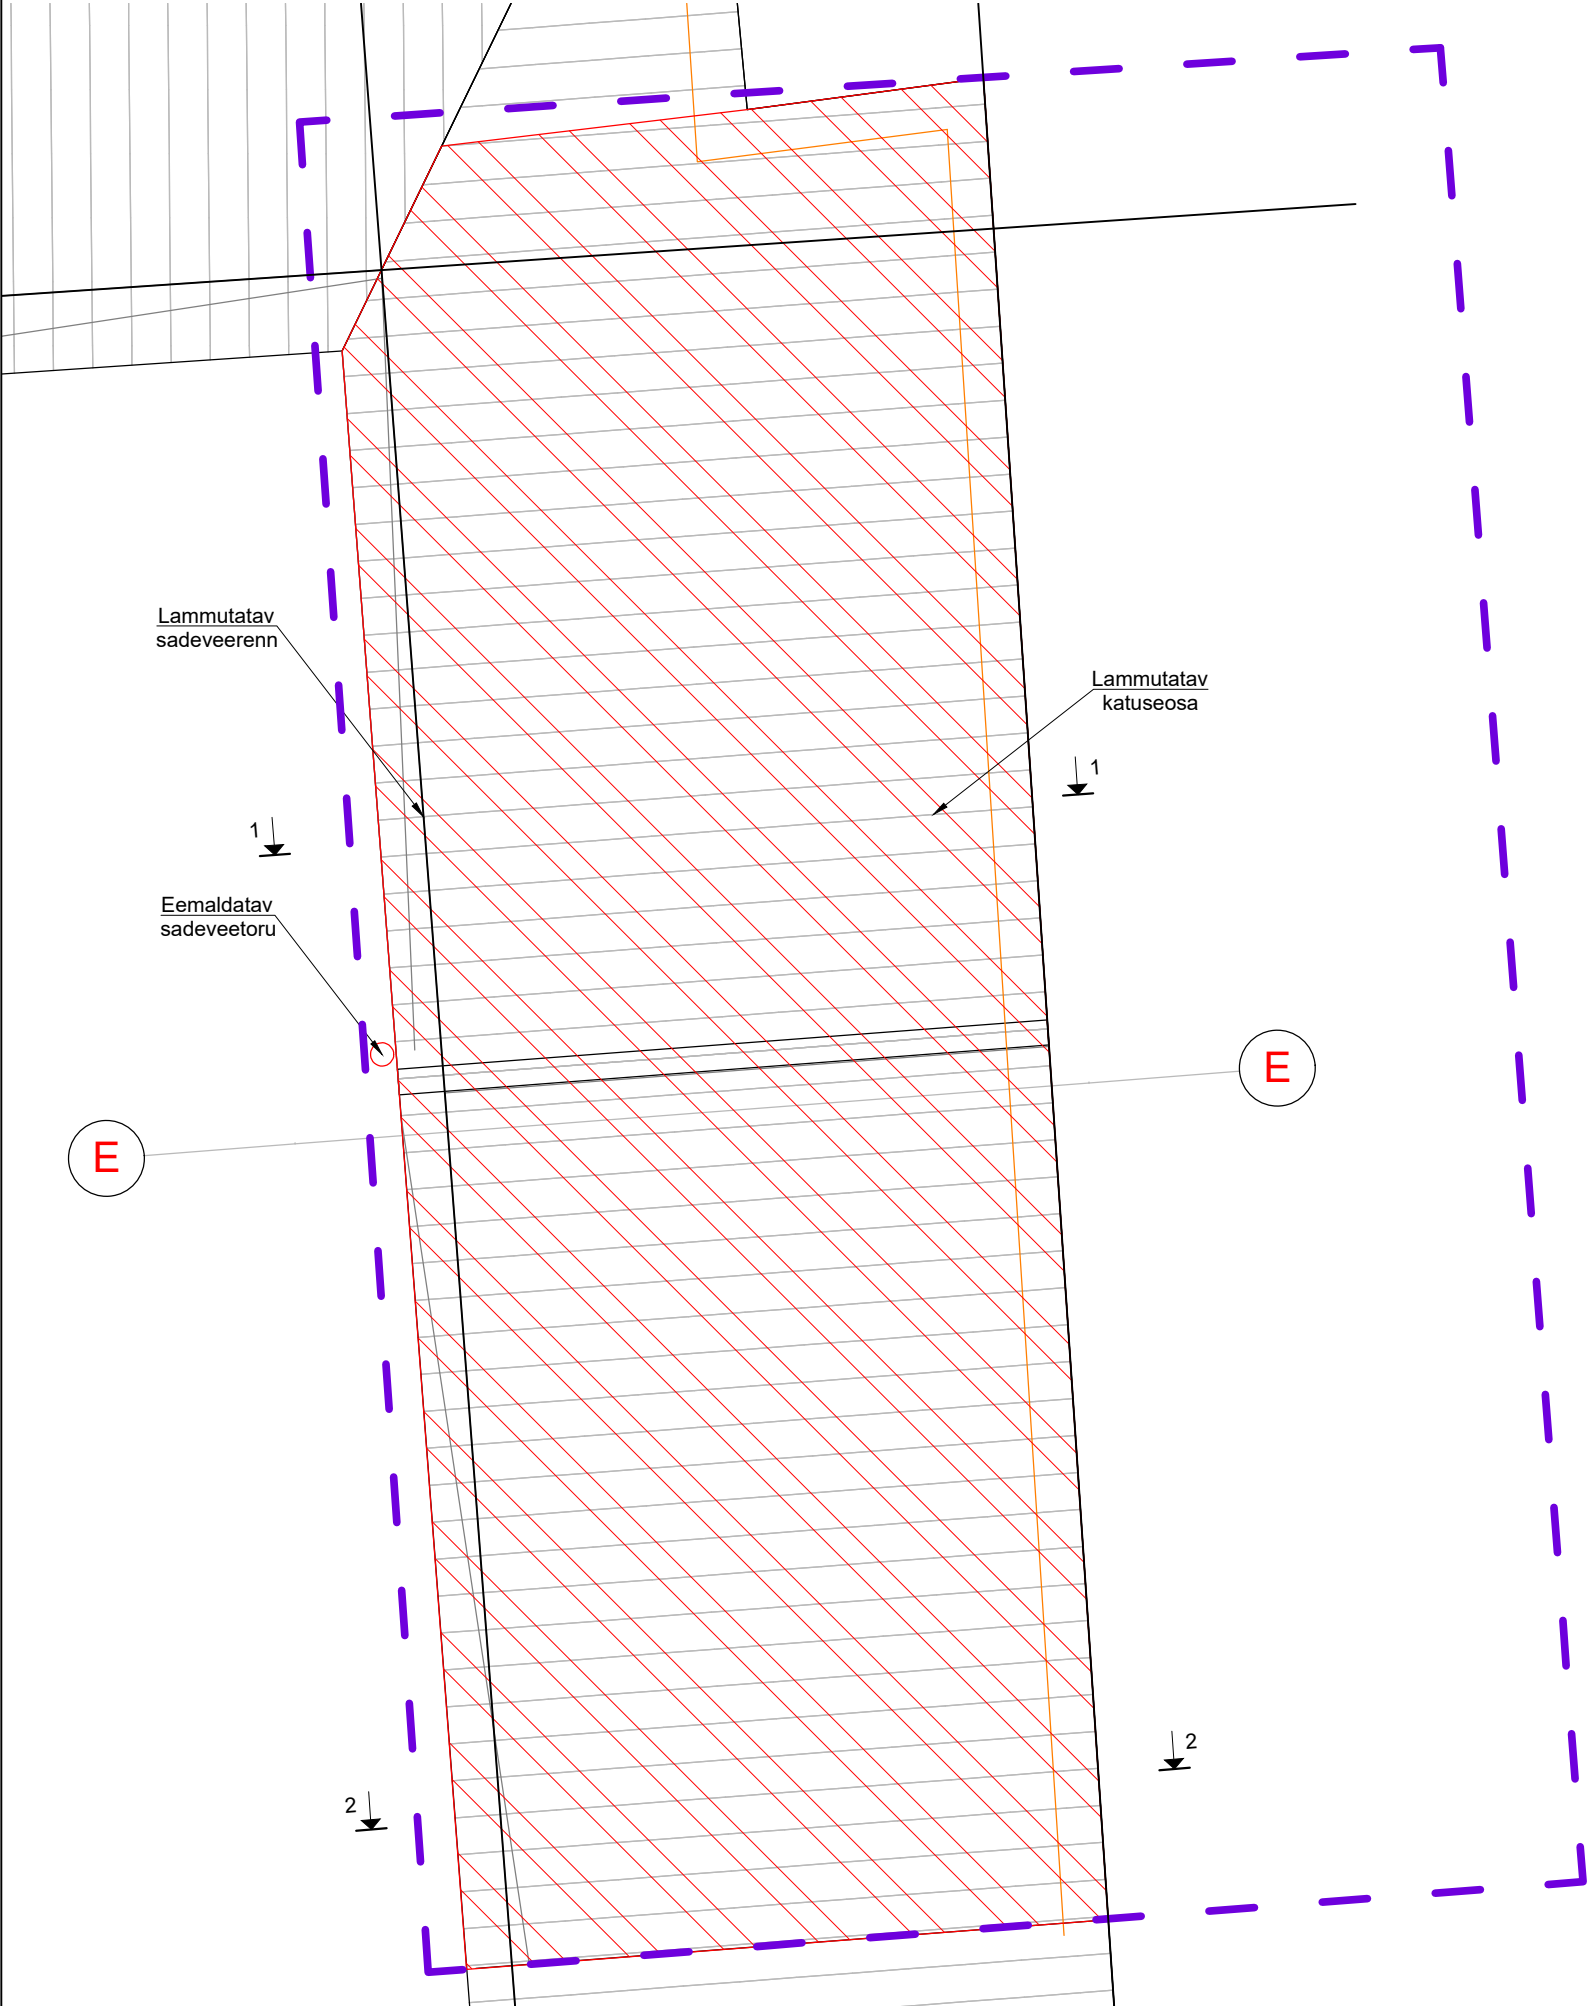 Lammutatav
sadeveerenn
Lammutatav
katuseosa
1
1
Eemaldatav
sadeveetoru
E
E
2
2